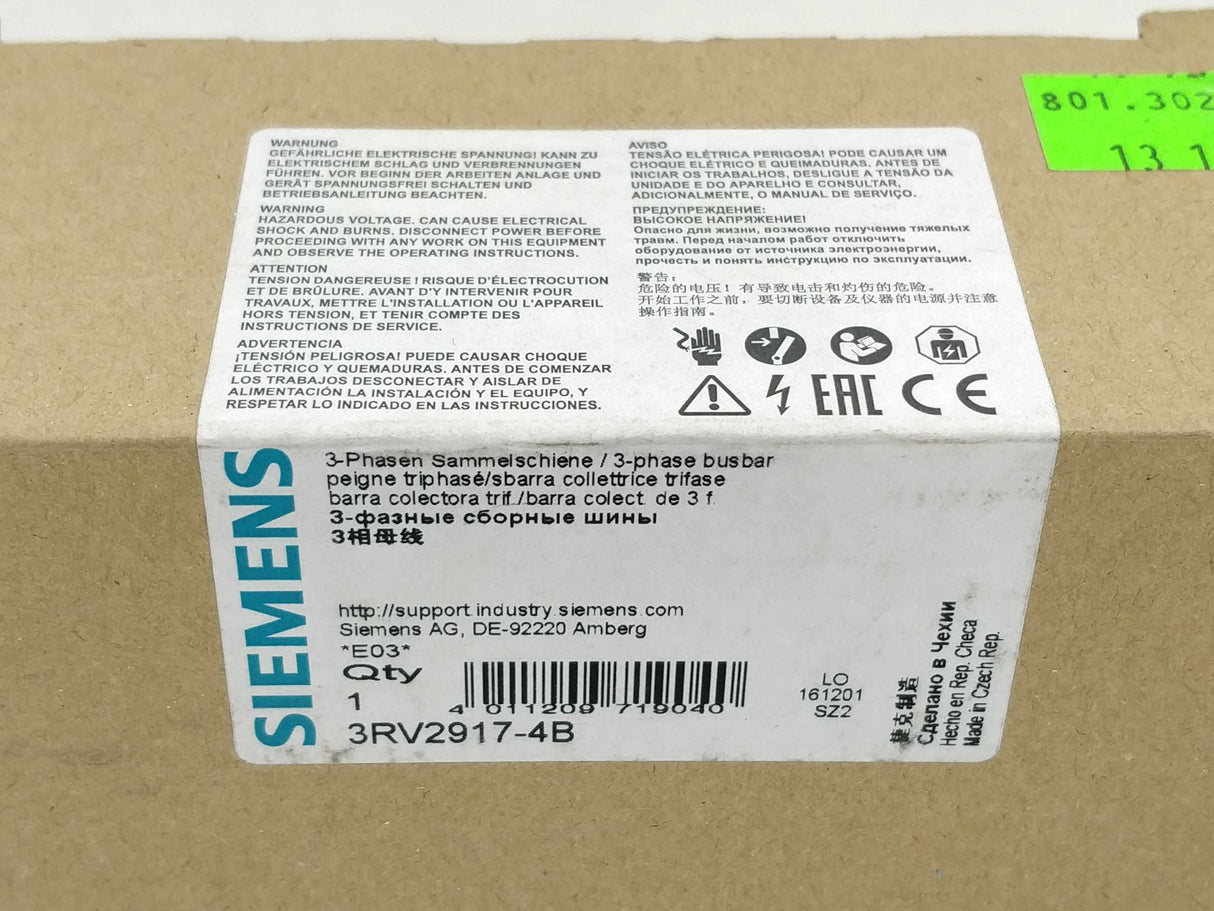 801.302
13 1
WARNUNG
GEFÄHRLICHE ELEKTRISCHE SPANNUNG! KANN ZU
ELEKTRISCHEM SCHLAG UND VERBRENNUNGEN
FÜHREN. VOR BEGINN DER ARBEITEN ANLAGE UND
GERÄT SPANNUNGSFREI SCHALTEN UND
BETRIEBSANLEITUNG BEACHTEN.
WARNING
HAZARDOUS VOLTAGE. CAN CAUSE ELECTRICAL
SHOCK AND BURNS. DISCONNECT POWER BEFORE
PROCEEDING WITH ANY WORK ON THIS EQUIPMENT
AND OBSERVE THE OPERATING INSTRUCTIONS.
ATTENTION
TENSION DANGEREUSE ! RISQUE D'ÉLECTROCUTION
ET DE BRÛLURE. AVANT D'Y INTERVENIR POUR
TRAVAUX, METTRE L'INSTALLATION OU L'APPAREIL
HORS TENSION, ET TENIR COMPTE DES
INSTRUCTIONS DE SERVICE.
ADVERTENCIA
¡TENSIÓN PELIGROSA! PUEDE CAUSAR CHOQUE
ELÉCTRICO Y QUEMADURAS. ANTES DE COMENZAR
LOS TRABAJOS DESCONECTAR Y AISLAR DE
ALIMENTACIÓN LA INSTALACIÓN Y EL EQUIPO, Y
RESPETAR LO INDICADO EN LAS INSTRUCCIONES.
AVISO
TENSÃO ELÉTRICA PERIGOSA! PODE CAUSAR UM
CHOQUE ELÉTRICO E QUEIMADURAS. ANTES DE
INICIAR OS TRABALHOS, DESLIGUE A TENSÃO DA
UNIDADE E DO APARELHO E CONSULTAR,
ADICIONALMENTE, O MANUAL DE SERVIÇO.
ПРЕДУПРЕЖДЕНИЕ:
ВЫСОКОЕ НАПРЯЖЕНИЕ!
Опасно для жизни, возможно получение тяжелых
травм. Перед началом работ отключить
оборудование от источника электроэнергии,
прочесть и понять инструкцию по эксплуатации.
警告:
危险的电压! 有导致电击和灼伤的危险。
开始工作之前, 要切断设备及仪器的电源并注意
操作指南。
EAC CE
SIEMENS
3-Phasen Sammelschiene / 3-phase busbar
peigne triphasé/sbarra collettrice trifase
barra colectora trif./barra colect. de 3 f.
3-фазные сборные шины
3相母线
http://support.industry.siemens.com
Siemens AG, DE-92220 Amberg
*E03*
Qty
1
4 011209 719040
3RV2917-4B
LO
161201
SZ2
捷克制造
Сделано в Чехии
Hecho en Rep. Checa
Made in Czech Rep.